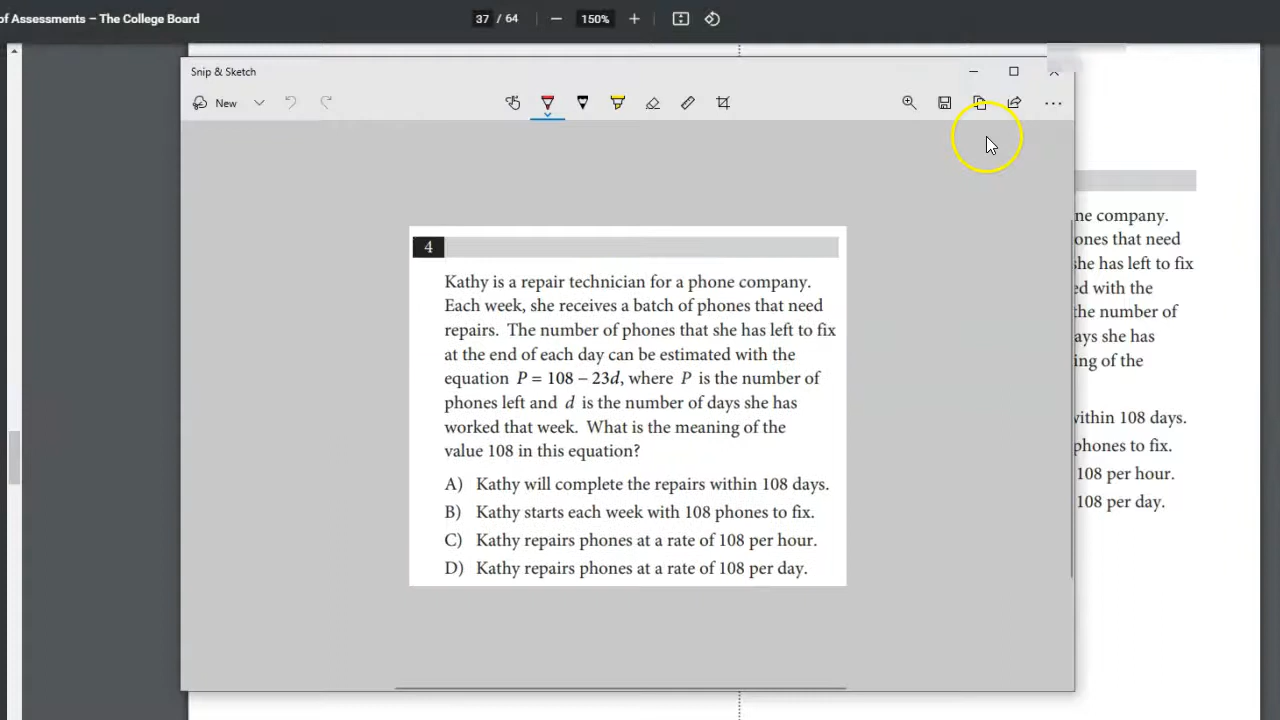 of Assessments – The College Board
37 / 64
150%
Snip & Sketch
New
4
Kathy is a repair technician for a phone company.
Each week, she receives a batch of phones that need
repairs. The number of phones that she has left to fix
at the end of each day can be estimated with the
equation P = 108 − 23d, where P is the number of
phones left and d is the number of days she has
worked that week. What is the meaning of the
value 108 in this equation?
A) Kathy will complete the repairs within 108 days.
B) Kathy starts each week with 108 phones to fix.
C) Kathy repairs phones at a rate of 108 per hour.
D) Kathy repairs phones at a rate of 108 per day.
ne company.
ones that need
she has left to fix
ed with the
the number of
ays she has
ing of the
within 108 days.
phones to fix.
108 per hour.
108 per day.